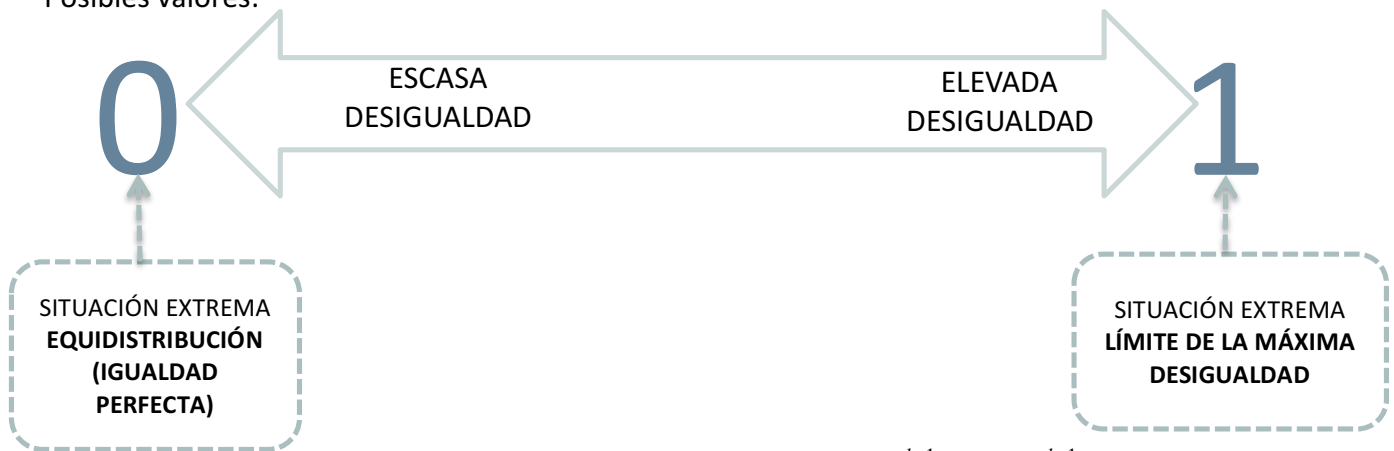 Posibles valores:
0
ESCASA
DESIGUALDAD
ELEVADA
DESIGUALDAD
1
SITUACIÓN EXTREMA
EQUIDISTRIBUCIÓN
(IGUALDAD
PERFECTA)
SITUACIÓN EXTREMA
LÍMITE DE LA MÁXIMA
DESIGUALDAD